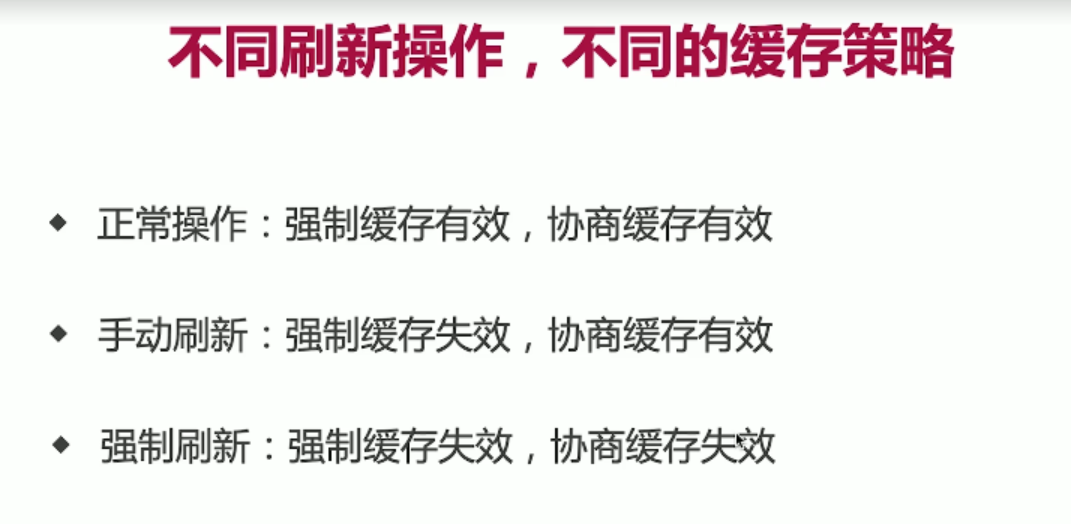 不同刷新操作，不同的缓存策略
◆ 正常操作：强制缓存有效，协商缓存有效
◆ 手动刷新：强制缓存失效，协商缓存有效
◆ 强制刷新：强制缓存失效，协商缓存失效